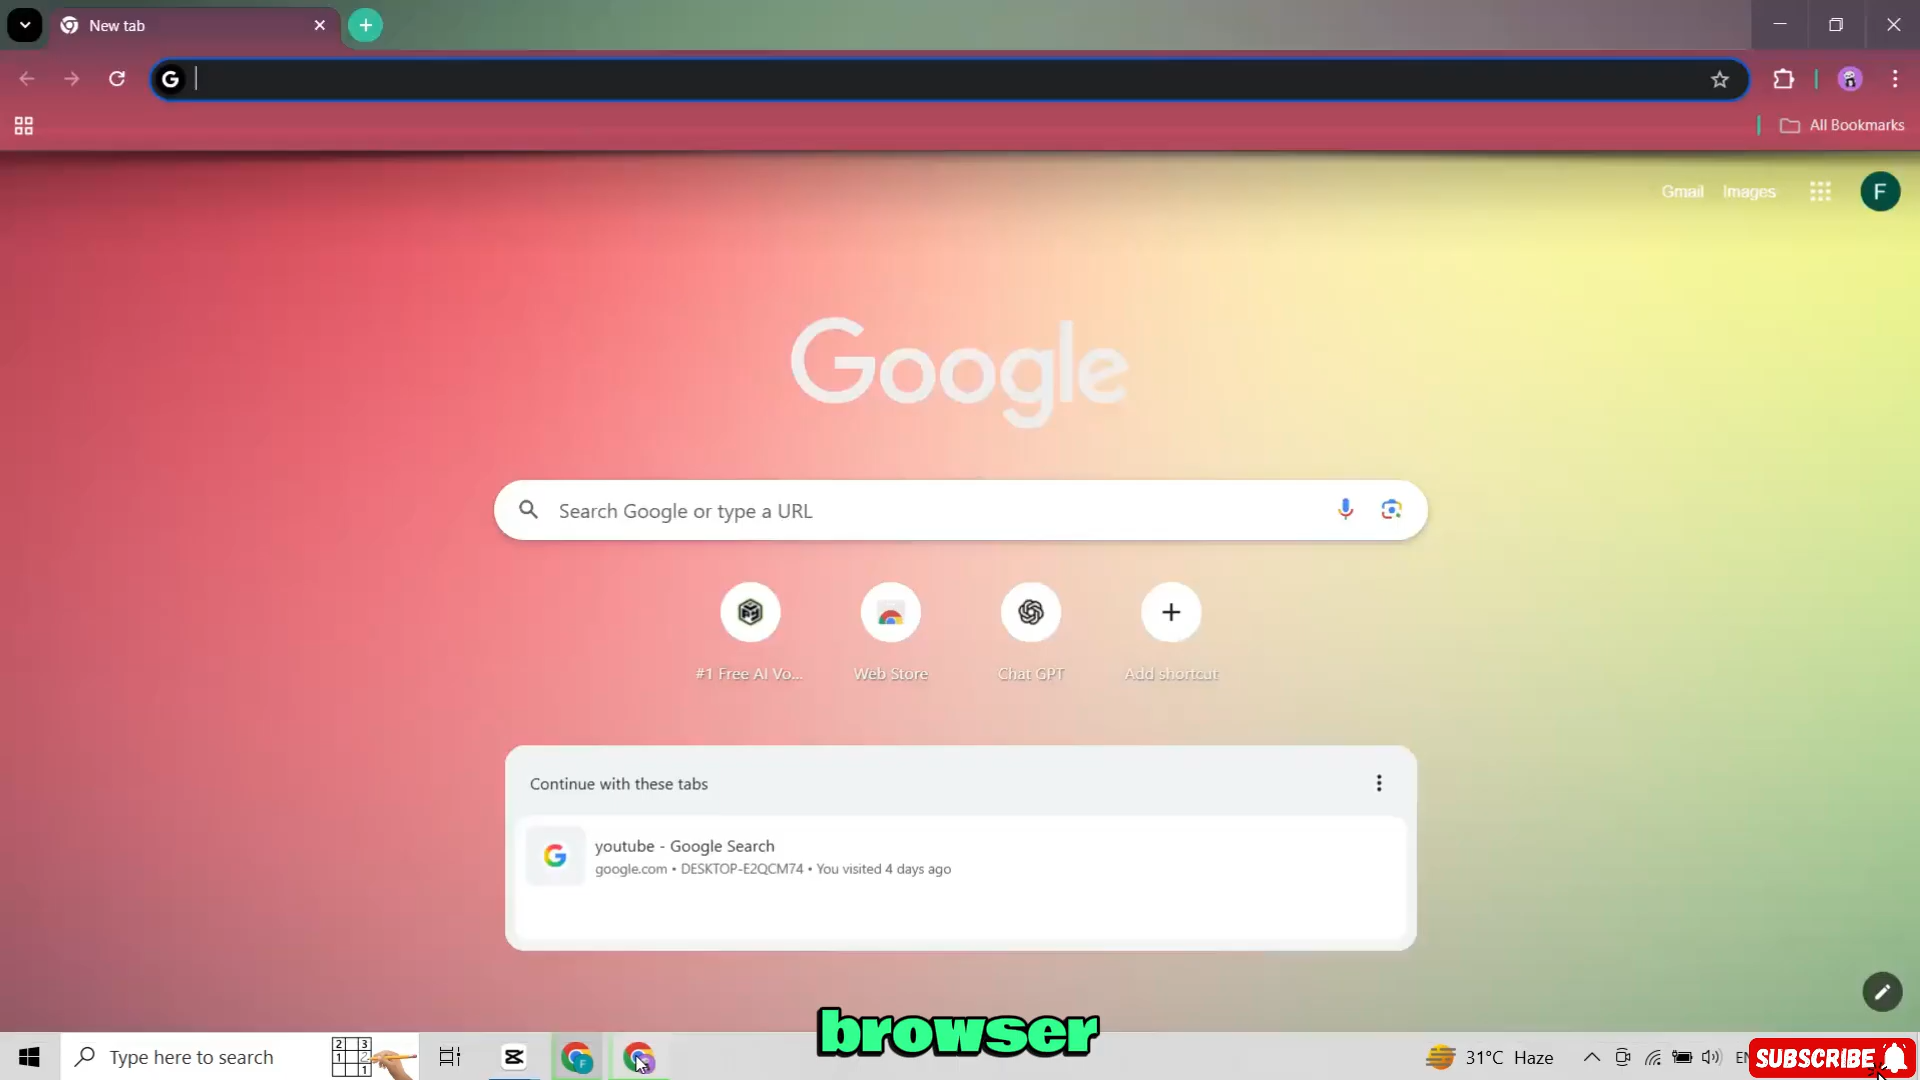 New tab
All Bookmarks
Gmail Images
F
Google
Search Google or type a URL
#1 Free AI Vo...
Web Store
Chat GPT
Add shortcut
Continue with these tabs
youtube - Google Search
google.com • DESKTOP-E2QCM74 • You visited 4 days ago
browser
Type here to search
31°C Haze
SUBSCRIBE